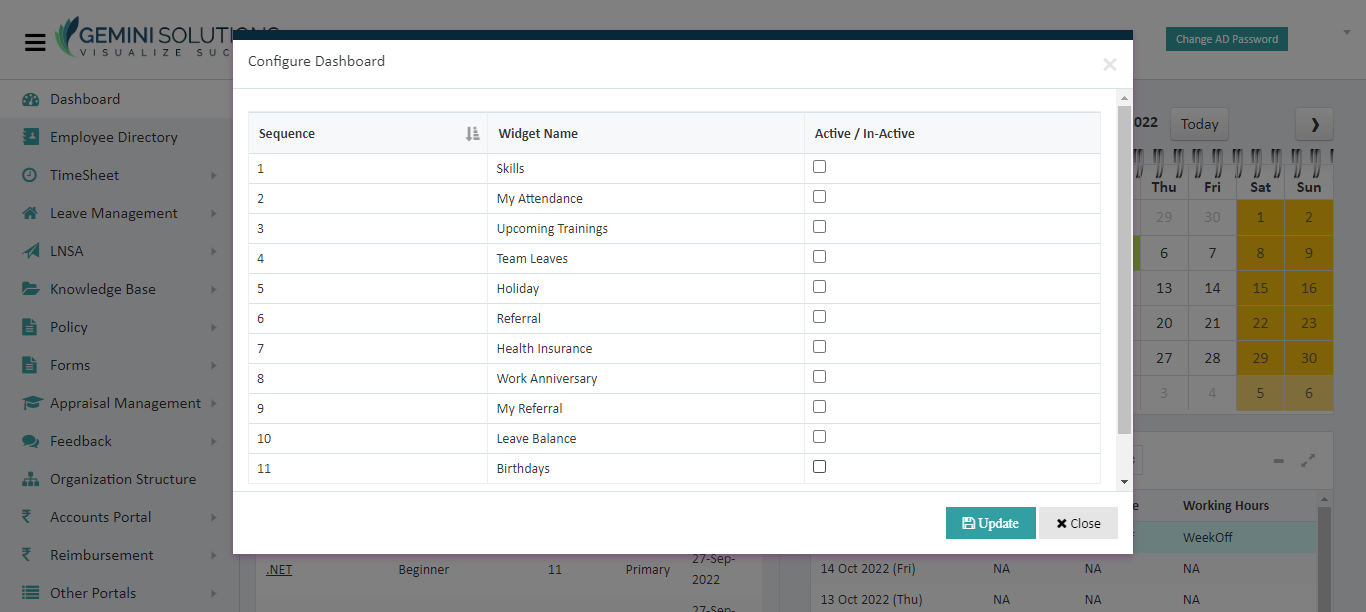 GEMINI SOLUTIONS
VISUALIZE SUC
Change AD Password
Configure Dashboard
×
Dashboard
Employee Directory
TimeSheet
Leave Management
LNSA
Knowledge Base
Policy
Forms
Appraisal Management
Feedback
Organization Structure
Accounts Portal
Reimbursement
Other Portals
Sequence Widget Name Active / In-Active
1 Skills
2 My Attendance
3 Upcoming Trainings
4 Team Leaves
5 Holiday
6 Referral
7 Health Insurance
8 Work Anniversary
9 My Referral
10 Leave Balance
11 Birthdays
Update Close
022 Today
Thu Fri Sat Sun
29 30 1 2
6 7 8 9
13 14 15 16
20 21 22 23
27 28 29 30
3 4 5 6
Working Hours
WeekOff
14 Oct 2022 (Fri) NA NA NA
13 Oct 2022 (Thu) NA NA NA
.NET Beginner 11 Primary 27-Sep-
2022
27-Sep-